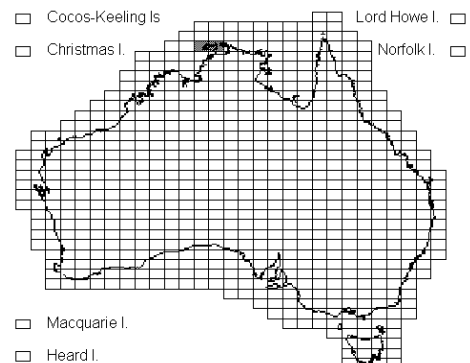 Cocos-Keeling Is
Lord Howe I.
Christmas I.
Norfolk I.
Macquarie I.
Heard I.